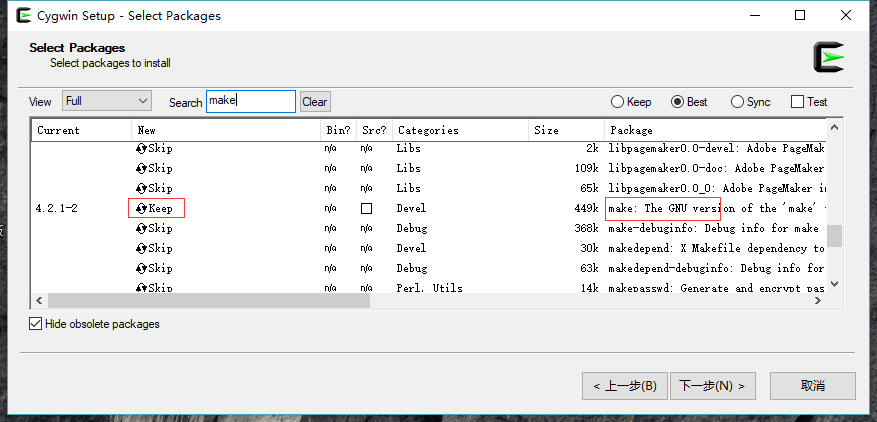 Cygwin Setup - Select Packages
Select Packages
Select packages to install
View Full Search make Clear Keep Best Sync Test
Current New Bin? Src? Categories Size Package
Skip n/a n/a Libs 2k libpagemaker0.0-devel: Adobe PageMak
Skip n/a n/a Libs 109k libpagemaker0.0-doc: Adobe PageMaker
Skip n/a n/a Libs 65k libpagemaker0.0_0: Adobe PageMaker in
4.2.1-2 Keep n/a Devel 449k make: The GNU version of the 'make'
Skip n/a n/a Debug 368k make-debuginfo: Debug info for make
Skip n/a n/a Devel 30k makedepend: X Makefile dependency to
Skip n/a n/a Debug 63k makedepend-debuginfo: Debug info for
Skip n/a n/a Perl, Utils 14k makepasswd: Generate and encrypt pas
Hide obsolete packages
< 上一步(B) 下一步(N) > 取消